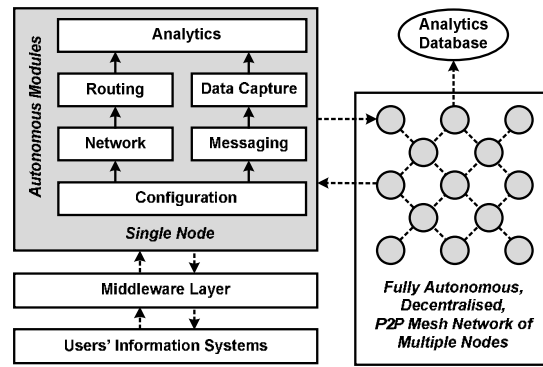 Autonomous Modules
Analytics
Routing
Data Capture
Network
Messaging
Configuration
Single Node
Middleware Layer
Users' Information Systems
Analytics
Database
Fully Autonomous,
Decentralised,
P2P Mesh Network of
Multiple Nodes